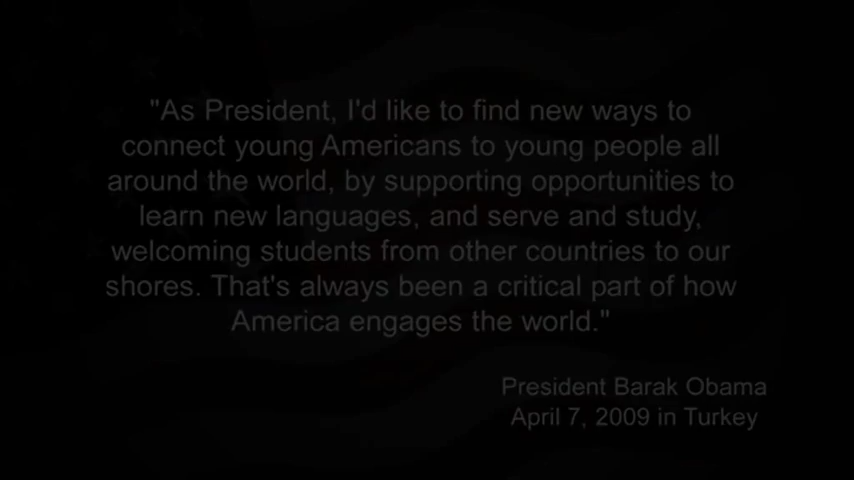 "As President, I'd like to find new ways to
connect young Americans to young people all
around the world, by supporting opportunities to
learn new languages, and serve and study,
welcoming students from other countries to our
shores. That's always been a critical part of how
America engages the world."
President Barak Obama
April 7, 2009 in Turkey